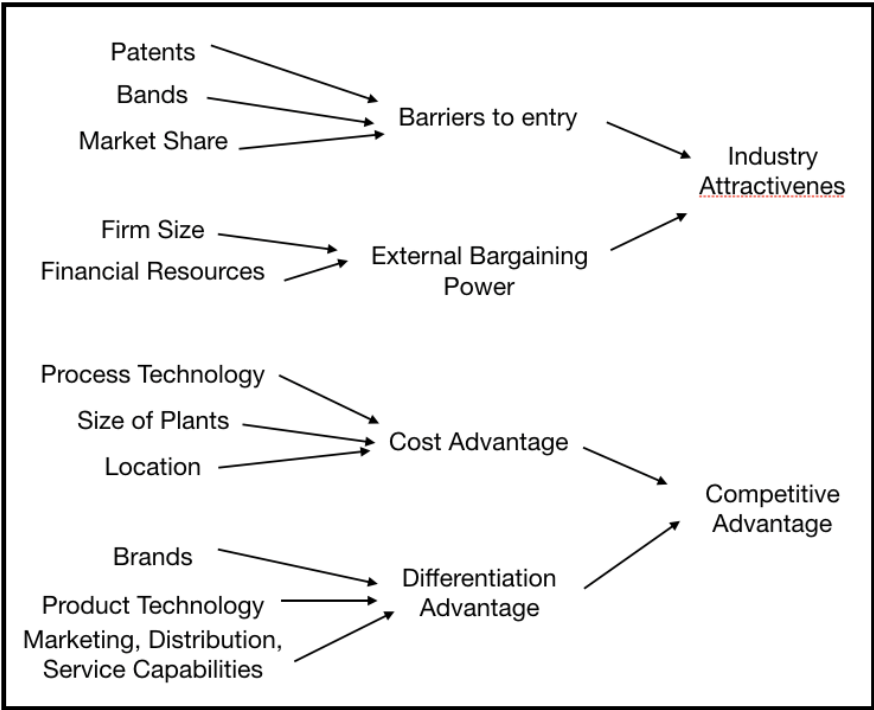 Patents
Bands
Market Share
Barriers to entry
Industry
Attractivenes
Firm Size
Financial Resources
External Bargaining
Power
Process Technology
Size of Plants
Location
Cost Advantage
Competitive
Advantage
Brands
Product Technology
Marketing, Distribution,
Service Capabilities
Differentiation
Advantage